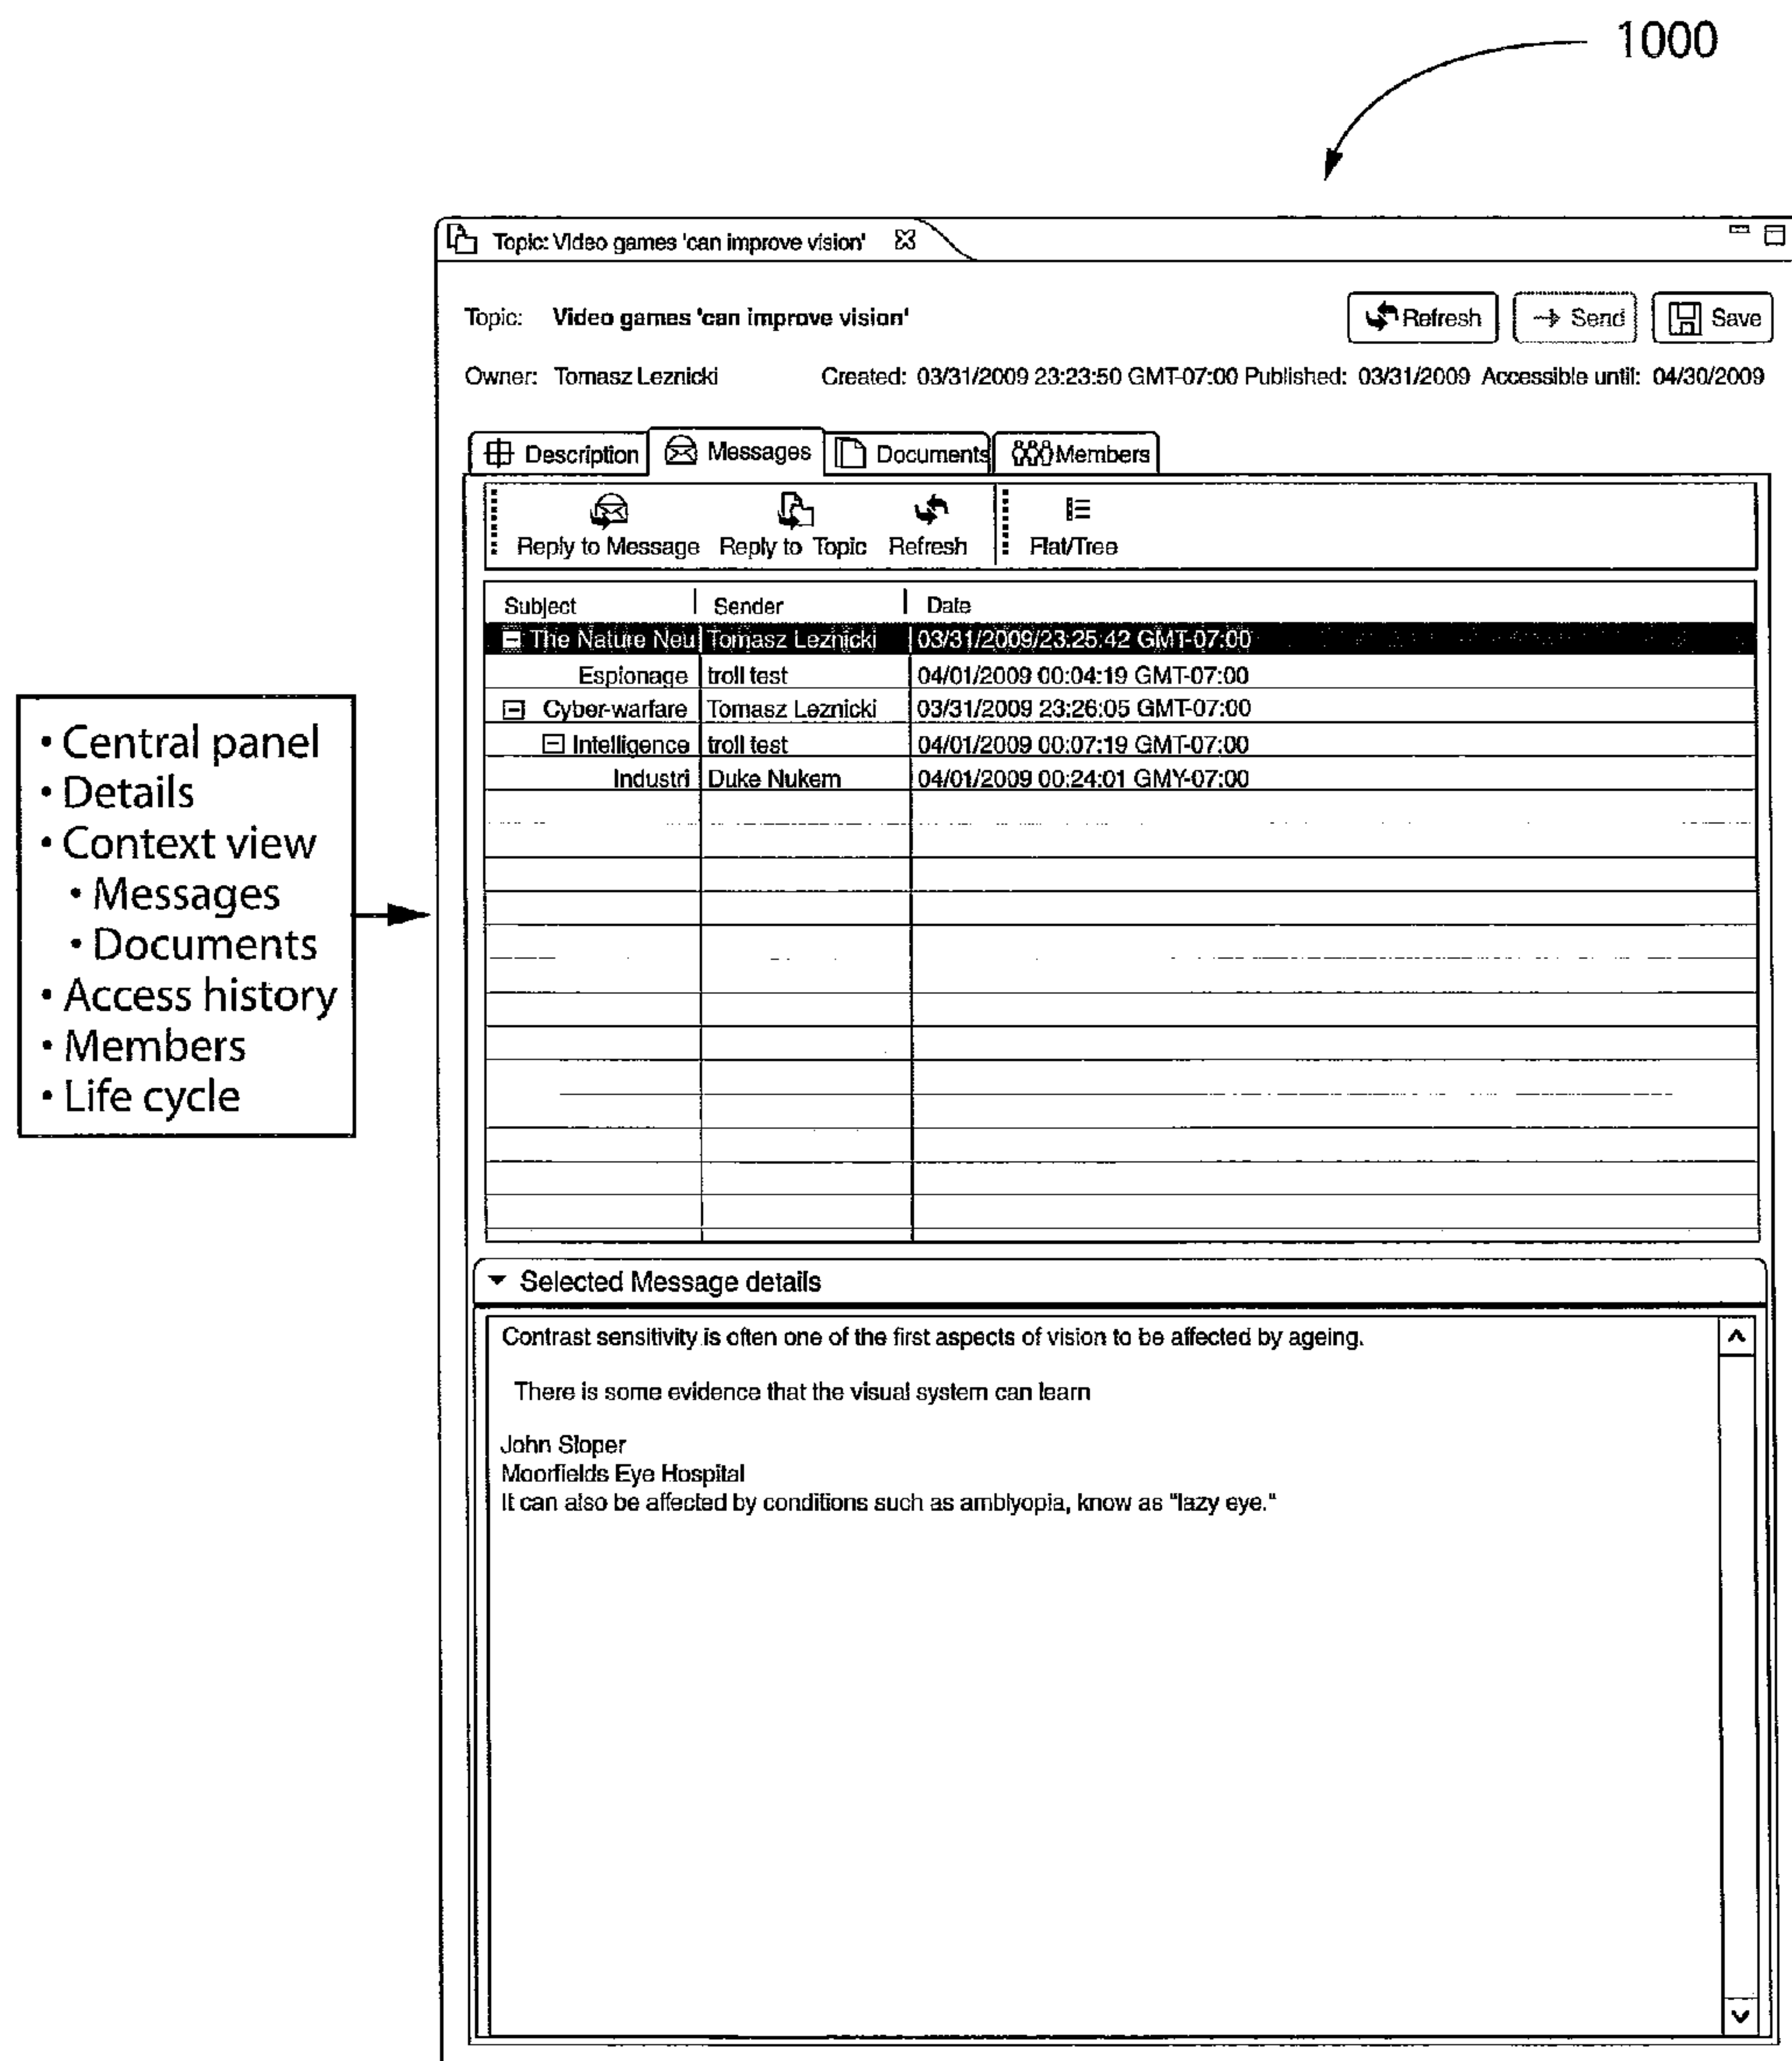 1000
Topic: Video games 'can improve vision'
Topic: Video games 'can improve vision'
Refresh
Send
Save
Owner: Tomasz Leznicki Created: 03/31/2009 23:23:50 GMT-07:00 Published: 03/31/2009 Accessible until: 04/30/2009
Description
Messages
Documents
Members
Reply to Message Reply to Topic Refresh Flat/Tree
Subject Sender Date
The Nature Neu Tomasz Leznicki 03/31/2009/23:25:42 GMT-07:00
Espionage troll test 04/01/2009 00:04:19 GMT-07:00
Cyber-warfare Tomasz Leznicki 03/31/2009 23:26:05 GMT-07:00
Intelligence troll test 04/01/2009 00:07:19 GMT-07:00
Industri Duke Nukem 04/01/2009 00:24:01 GMY-07:00
• Central panel
• Details
• Context view
• Messages
• Documents
• Access history
• Members
• Life cycle
Selected Message details
Contrast sensitivity is often one of the first aspects of vision to be affected by ageing.
There is some evidence that the visual system can learn
John Sloper
Moorfields Eye Hospital
It can also be affected by conditions such as amblyopia, know as "lazy eye."